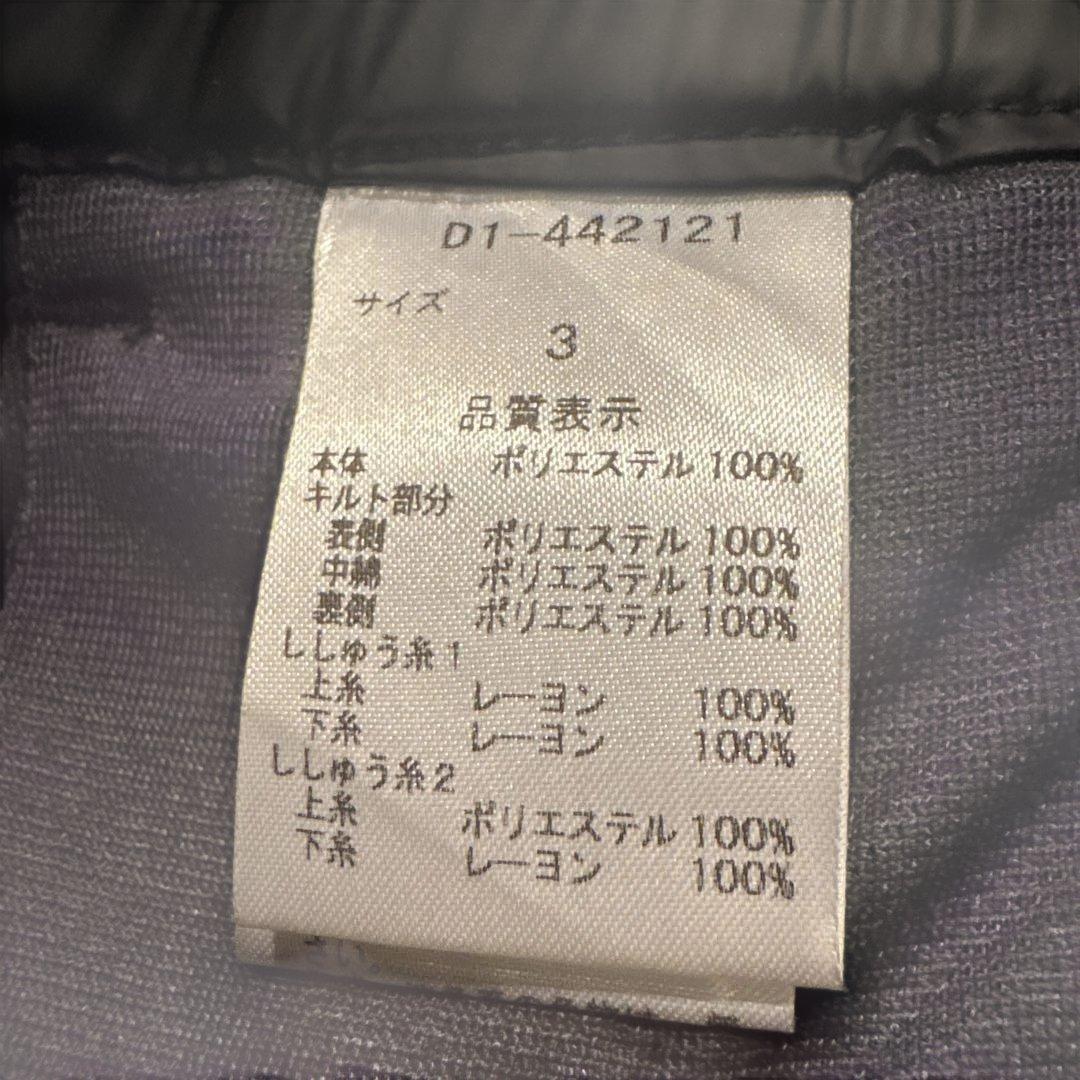 D1-442121
サイズ
3
品質表示
本体 ポリエステル 100%
キルト部分
表側 ポリエステル 100%
中綿 ポリエステル 100%
裏側 ポリエステル 100%
ししゅう糸1
上糸 レーヨン 100%
下糸 レーヨン 100%
ししゅう糸2
上糸 ポリエステル 100%
下糸 レーヨン 100%